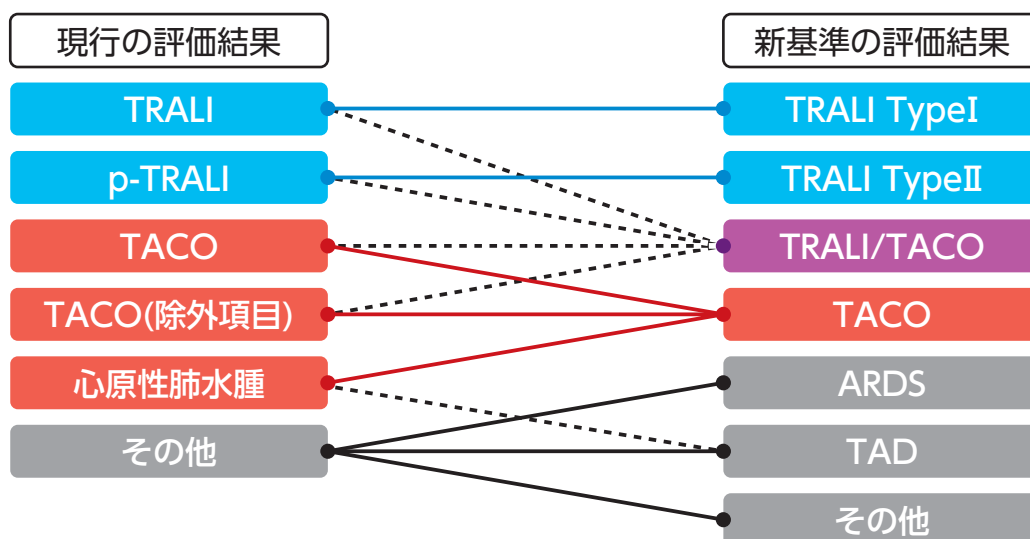 現行の評価結果
新基準の評価結果
TRALI
TRALI TypeⅠ
p-TRALI
TRALI TypeⅡ
TACO
TRALI/TACO
TACO(除外項目)
TACO
心原性肺水腫
ARDS
その他
TAD
その他